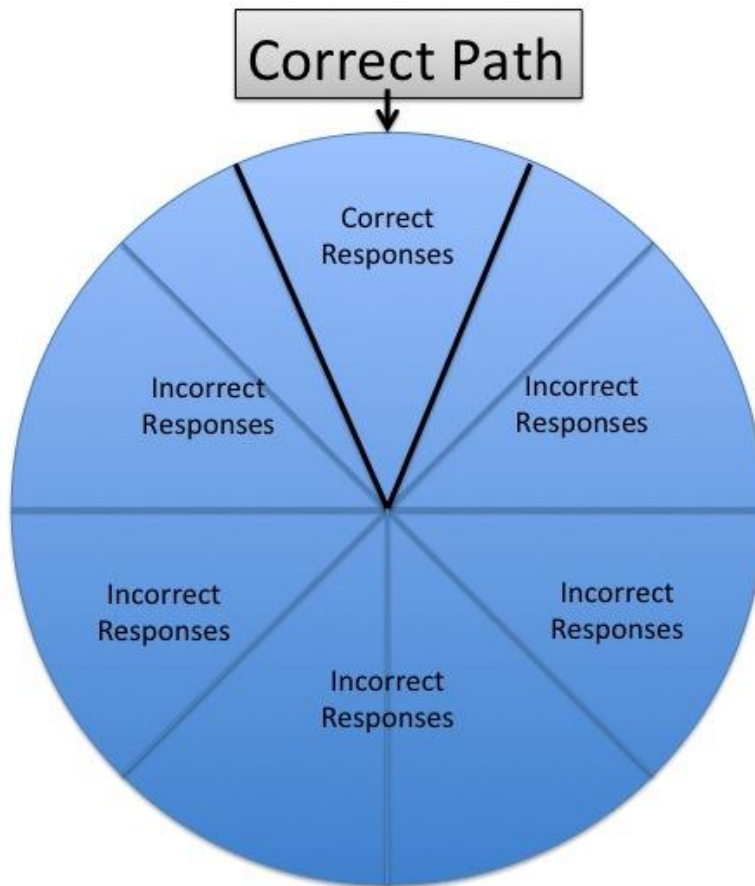 Correct Path
Correct
Responses
Incorrect
Responses
Incorrect
Responses
Incorrect
Responses
Incorrect
Responses
Incorrect
Responses